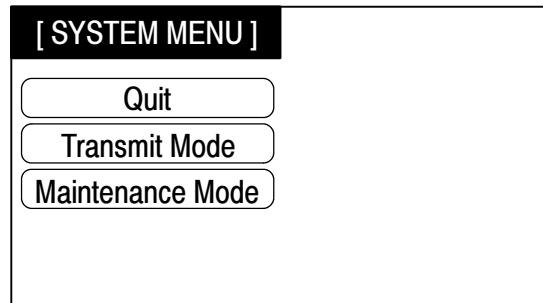 [ SYSTEM MENU ]
Quit
Transmit Mode
Maintenance Mode